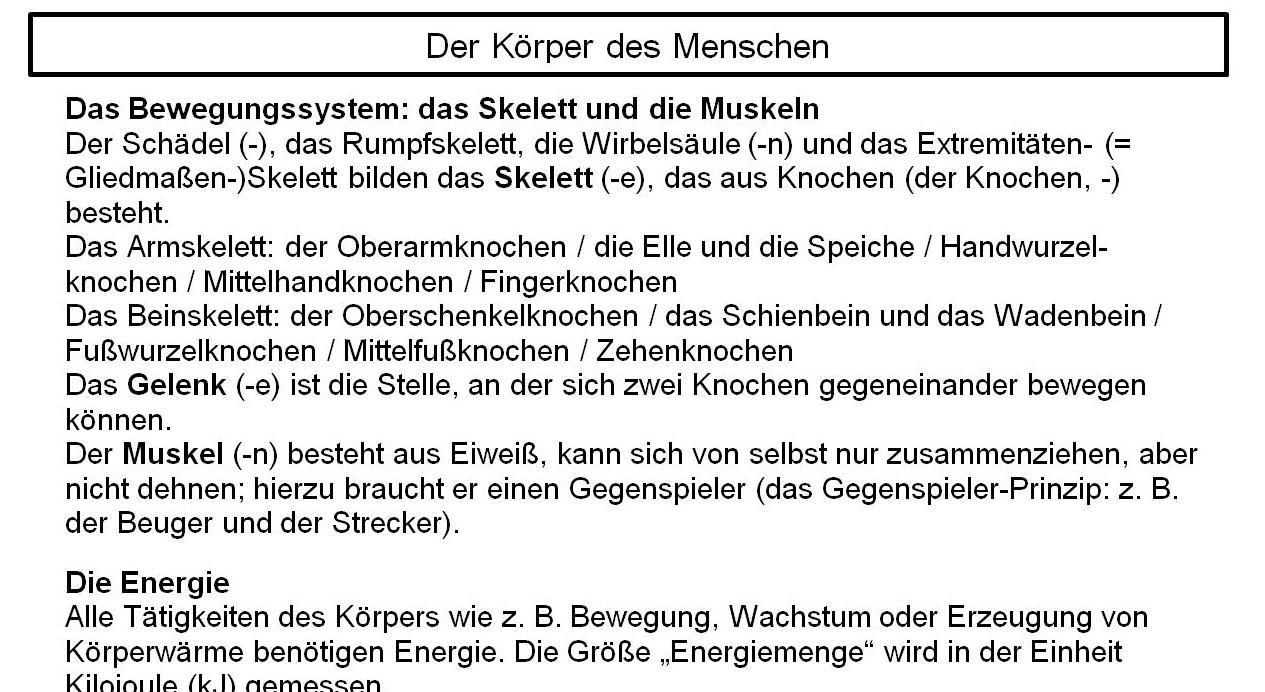 Der Körper des Menschen
Das Bewegungssystem: das Skelett und die Muskeln
Der Schädel (-), das Rumpfskelett, die Wirbelsäule (-n) und das Extremitäten- (=
Gliedmaßen-)Skelett bilden das Skelett (-e), das aus Knochen (der Knochen, -)
besteht.
Das Armskelett: der Oberarmknochen / die Elle und die Speiche / Handwurzel-
knochen / Mittelhandknochen / Fingerknochen
Das Beinskelett: der Oberschenkelknochen / das Schienbein und das Wadenbein /
Fußwurzelknochen / Mittelfußknochen / Zehenknochen
Das Gelenk (-e) ist die Stelle, an der sich zwei Knochen gegeneinander bewegen
können.
Der Muskel (-n) besteht aus Eiweiß, kann sich von selbst nur zusammenziehen, aber
nicht dehnen; hierzu braucht er einen Gegenspieler (das Gegenspieler-Prinzip: z. B.
der Beuger und der Strecker).
Die Energie
Alle Tätigkeiten des Körpers wie z. B. Bewegung, Wachstum oder Erzeugung von
Körperwärme benötigen Energie. Die Größe „Energiemenge“ wird in der Einheit
Kilojoule (kJ) gemessen